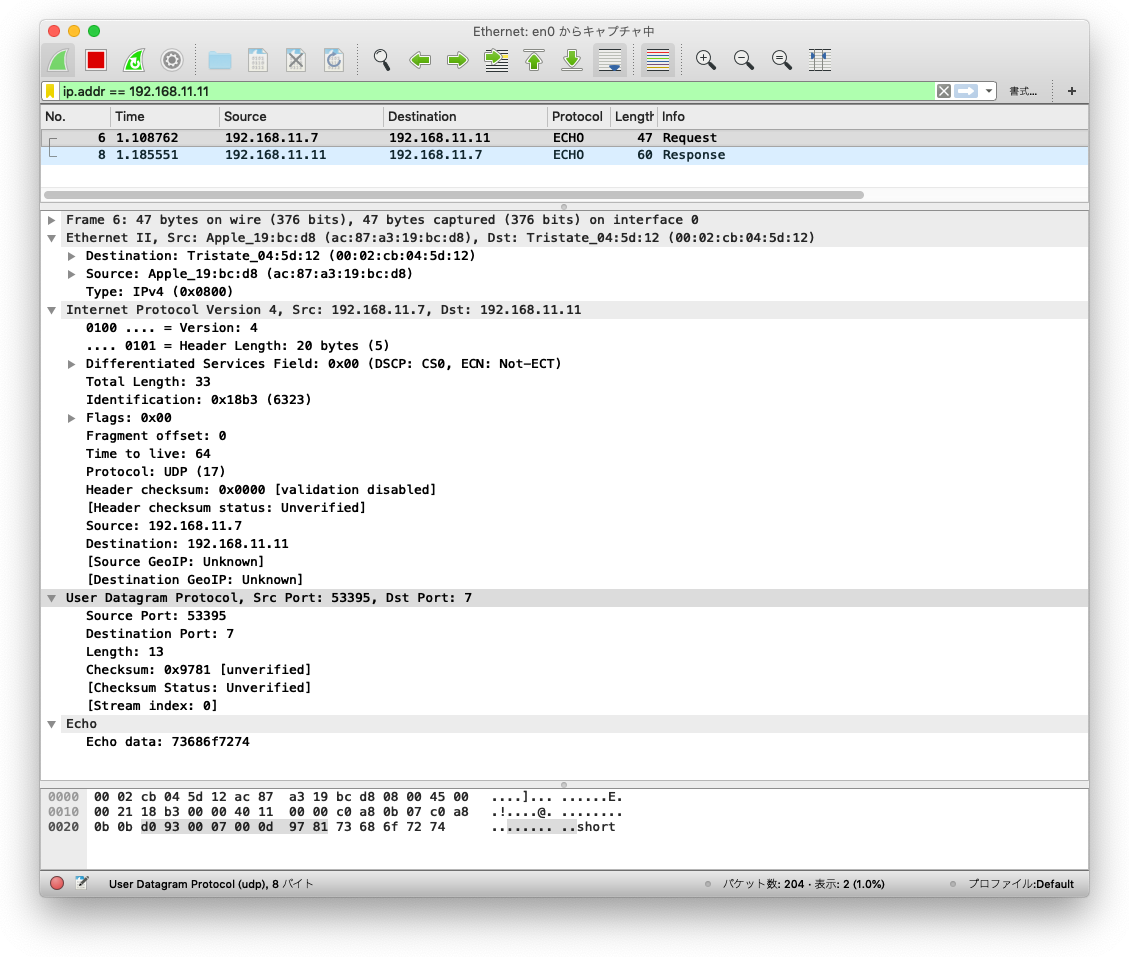 Ethernet: en0 からキャプチャ中
ip.addr == 192.168.11.11 書式… +
No. Time Source Destination Protocol Length Info
6 1.108762 192.168.11.7 192.168.11.11 ECHO 47 Request
8 1.185551 192.168.11.11 192.168.11.7 ECHO 60 Response
Frame 6: 47 bytes on wire (376 bits), 47 bytes captured (376 bits) on interface 0
Ethernet II, Src: Apple_19:bc:d8 (ac:87:a3:19:bc:d8), Dst: Tristate_04:5d:12 (00:02:cb:04:5d:12)
Destination: Tristate_04:5d:12 (00:02:cb:04:5d:12)
Source: Apple_19:bc:d8 (ac:87:a3:19:bc:d8)
Type: IPv4 (0x0800)
Internet Protocol Version 4, Src: 192.168.11.7, Dst: 192.168.11.11
0100 .... = Version: 4
.... 0101 = Header Length: 20 bytes (5)
Differentiated Services Field: 0x00 (DSCP: CS0, ECN: Not-ECT)
Total Length: 33
Identification: 0x18b3 (6323)
Flags: 0x00
Fragment offset: 0
Time to live: 64
Protocol: UDP (17)
Header checksum: 0x0000 [validation disabled]
[Header checksum status: Unverified]
Source: 192.168.11.7
Destination: 192.168.11.11
[Source GeoIP: Unknown]
[Destination GeoIP: Unknown]
User Datagram Protocol, Src Port: 53395, Dst Port: 7
Source Port: 53395
Destination Port: 7
Length: 13
Checksum: 0x9781 [unverified]
[Checksum Status: Unverified]
[Stream index: 0]
Echo
Echo data: 73686f7274
0000 00 02 cb 04 5d 12 ac 87 a3 19 bc d8 08 00 45 00 ....]... ......E.
0010 00 21 18 b3 00 00 40 11 00 00 c0 a8 0b 07 c0 a8 .!....@. ........
0020 0b 0b d0 93 00 07 00 0d 97 81 73 68 6f 72 74 ........ ..short
User Datagram Protocol (udp), 8 バイト パケット数: 204 · 表示: 2 (1.0%) プロファイル:Default